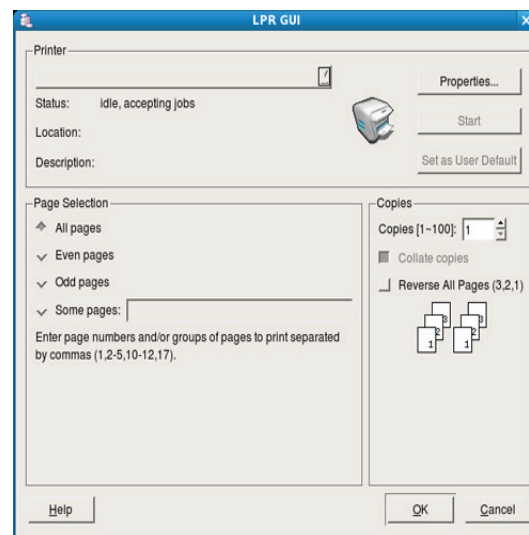 LPR GUI
Printer
Properties...
Status: idle, accepting jobs
Start
Location:
Description:
Set as User Default
Page Selection
All pages
Even pages
Odd pages
Some pages:
Enter page numbers and/or groups of pages to print separated
by commas (1,2-5,10-12,17).
Copies
Copies [1~100]: 1
Collate copies
Reverse All Pages (3,2,1)
3 3
2 2
1 1
Help
OK
Cancel